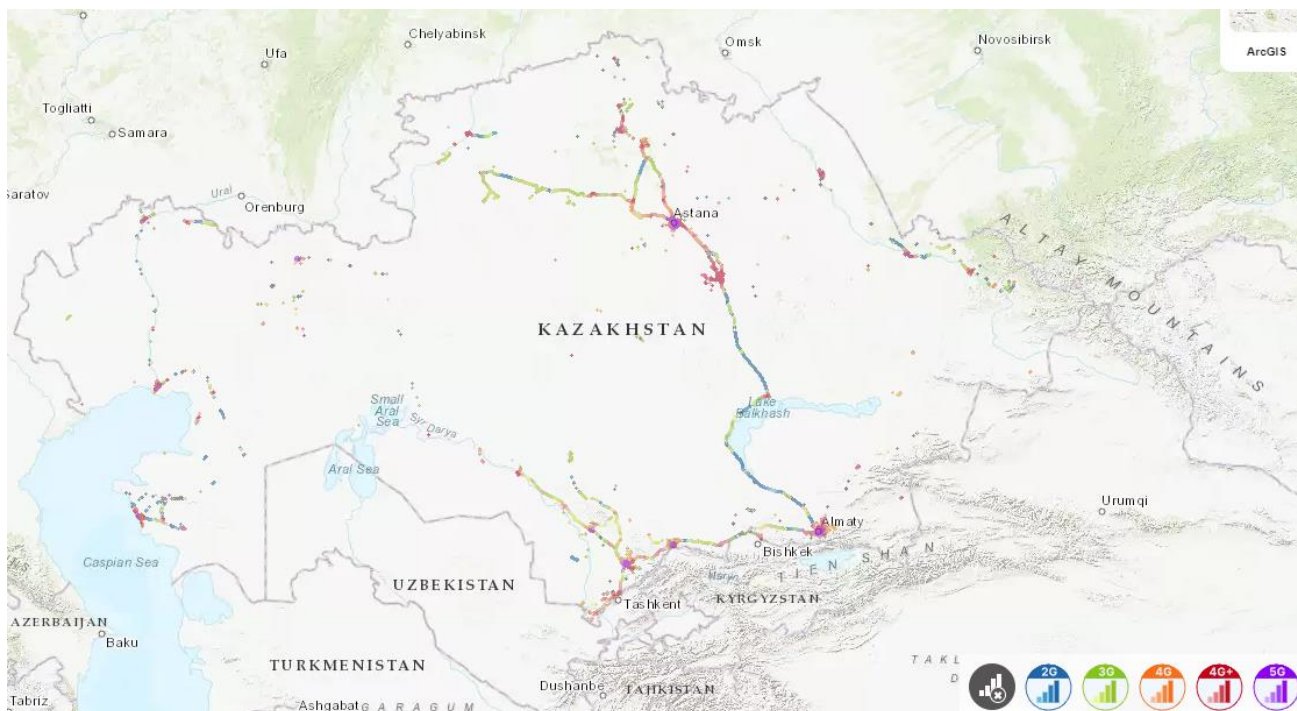 Chelyabinsk
Omsk
Novosibirsk
Ufa
ArcGIS
Togliatti
Samara
Saratov
Ural
Orenburg
Astana
ALTAY MOUNTAINS
KAZAKHSTAN
Small
Aral
Sea
Syr Darya
Lake
Balkhash
Aral Sea
Urumqi
Almaty
Bishkek
TIEN SHAN
Caspian Sea
UZBEKISTAN
Naryn
KYRGYZSTAN
Tashkent
AZERBAIJAN
Baku
TURKMENISTAN
TAKL
D
2G
3G
4G
4G+
5G
Dushanbe
TAJIKISTAN
Tabriz
Ashgabat
GARAGUM